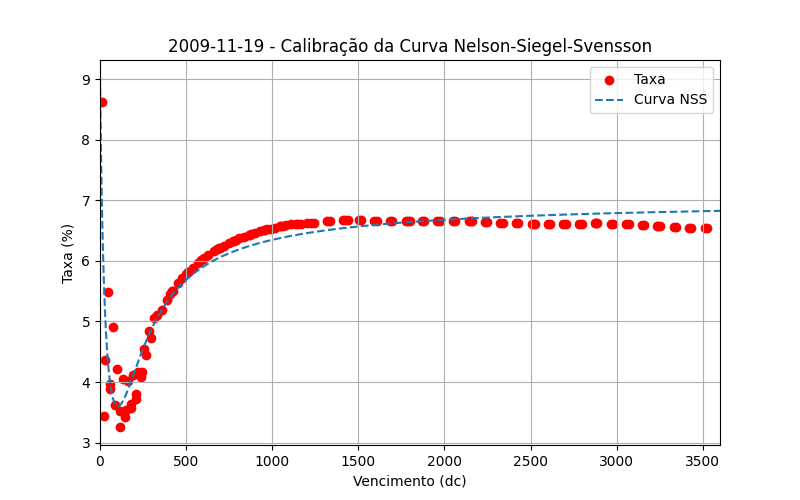 2009-11-19 - Calibração da Curva Nelson-Siegel-Svensson
Taxa
Curva NSS
Taxa (%)
9
8
7
6
5
4
3
0 500 1000 1500 2000 2500 3000 3500
Vencimento (dc)